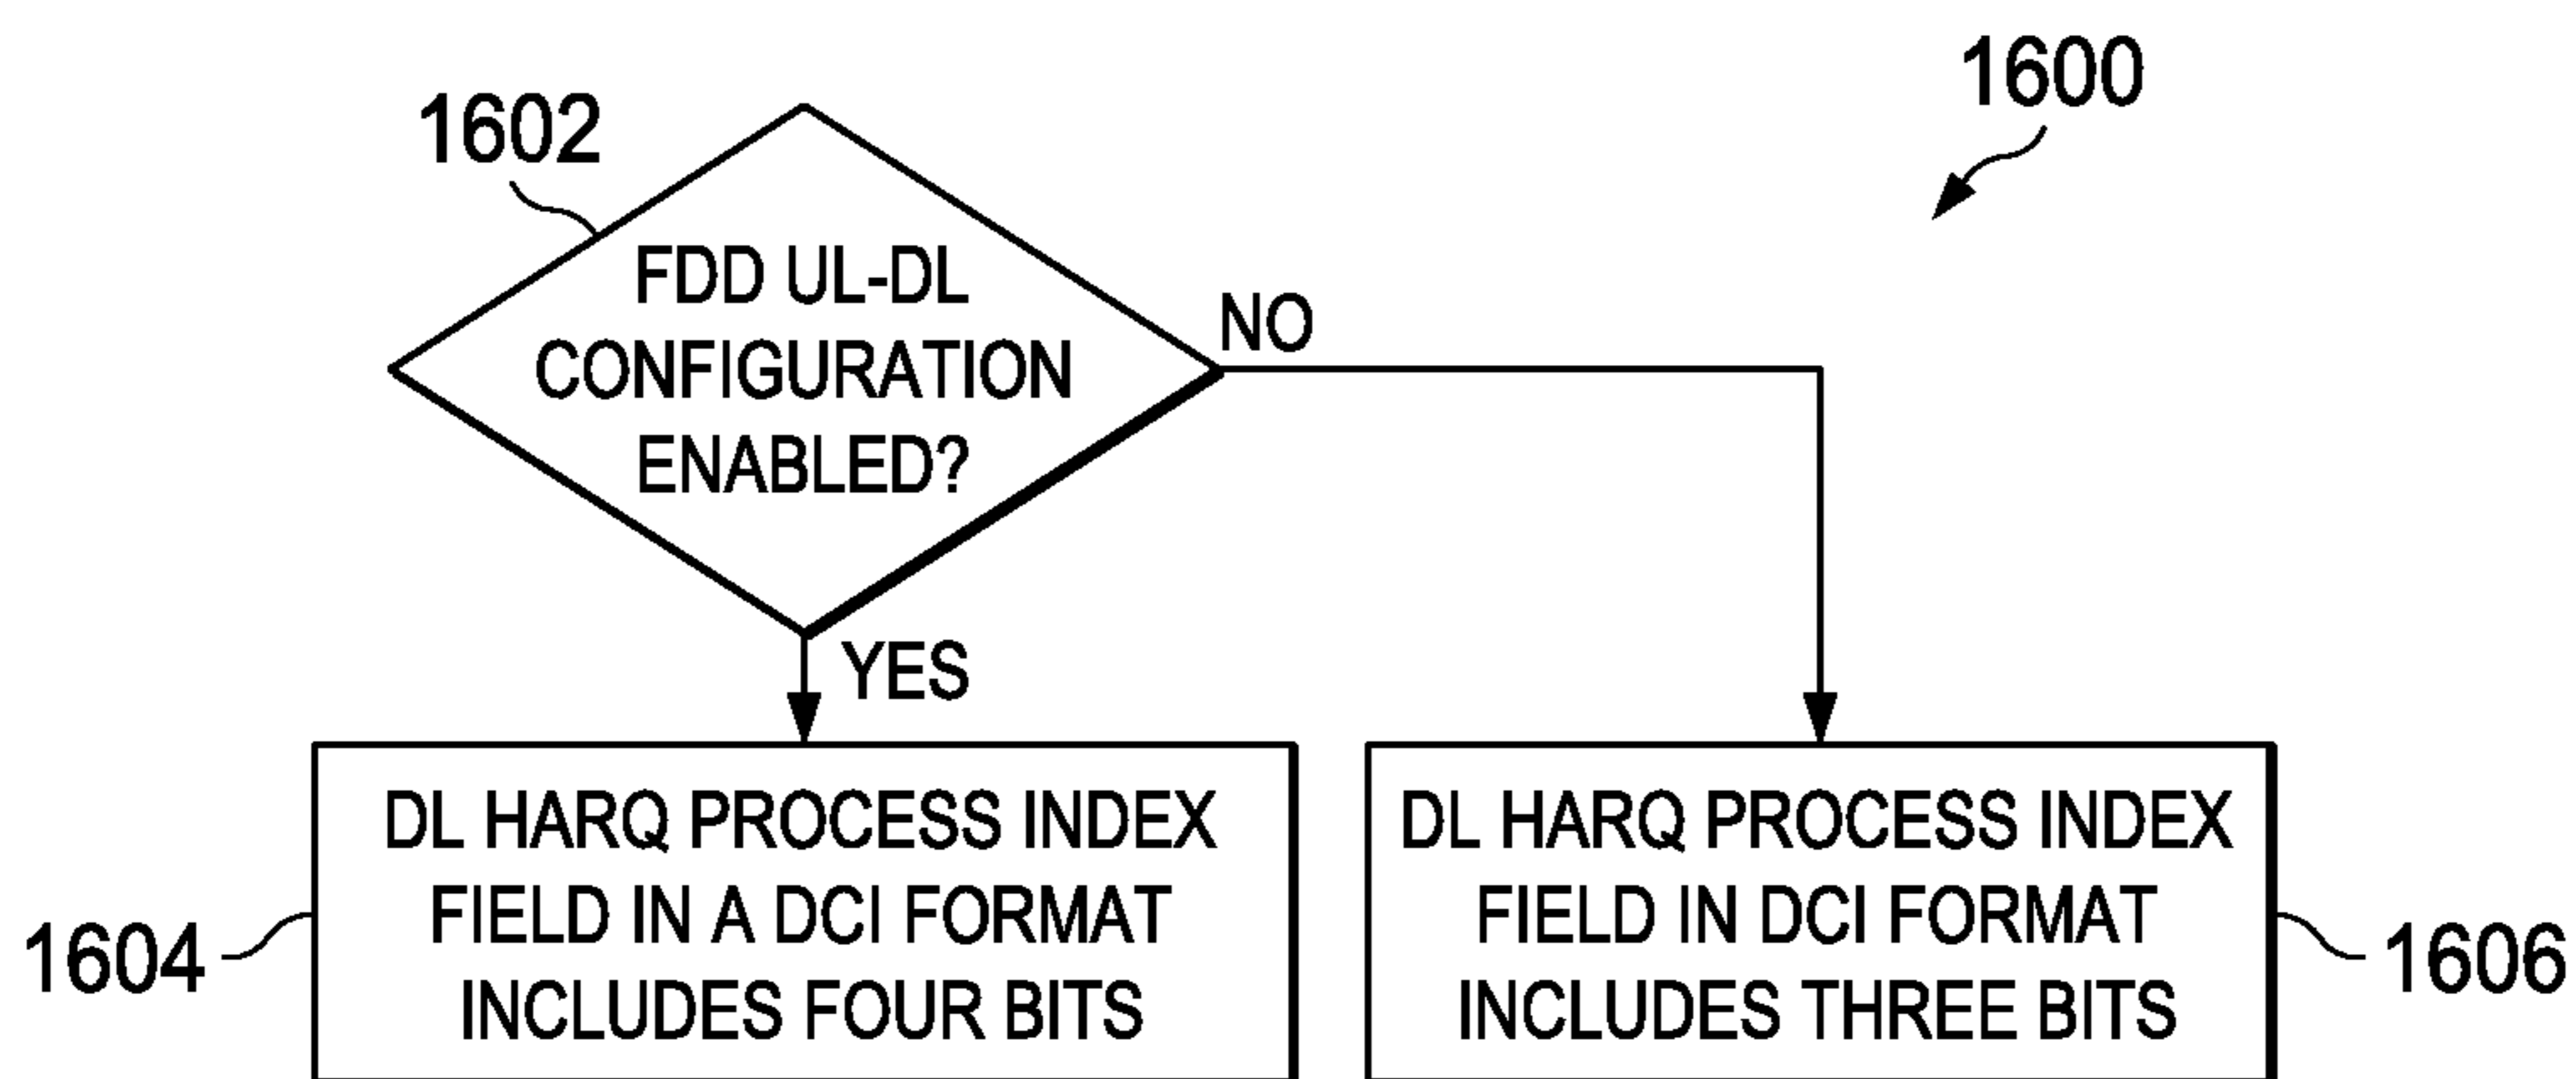 1600
1602
FDD UL-DL
CONFIGURATION
ENABLED?
NO
YES
DL HARQ PROCESS INDEX
FIELD IN A DCI FORMAT
INCLUDES FOUR BITS
1604
DL HARQ PROCESS INDEX
FIELD IN DCI FORMAT
INCLUDES THREE BITS
1606